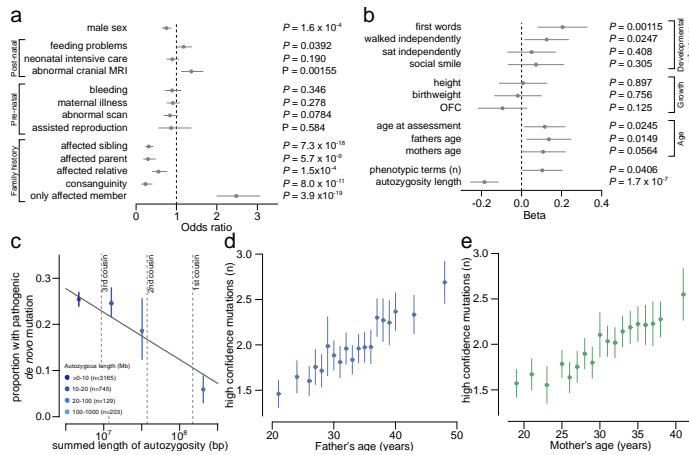 a
male sex P = 1.6 x 10-4
Post-natal
feeding problems P = 0.0392
neonatal intensive care P = 0.190
abnormal cranial MRI P = 0.00155
Pre-natal
bleeding P = 0.346
maternal illness P = 0.278
abnormal scan P = 0.0784
assisted reproduction P = 0.584
Family history
affected sibling P = 7.3 x 10-18
affected parent P = 5.7 x 10-9
affected relative P = 1.5x10-4
consanguinity P = 8.0 x 10-11
only affected member P = 3.9 x10-19
0 1 2 3
Odds ratio
b
first words P = 0.00115
walked independently P = 0.0247
sat independently P = 0.408
social smile P = 0.305
Developmental
height P = 0.897
birthweight P = 0.756
OFC P = 0.125
Growth
age at assessment P = 0.0245
fathers age P = 0.0149
mothers age P = 0.0564
Age
phenotypic terms (n) P = 0.0406
autozygosity length P = 1.7 x 10-7
-0.2 0.0 0.2 0.4
Beta
c
proportion with pathogenic
de novo mutation
0.3
0.2
0.1
0.0
3rd cousin
2nd cousin
1st cousin
Autozygous length (Mb)
>0-10 (n=3165)
10-20 (n=745)
20-100 (n=129)
100-1000 (n=203)
107 108
summed length of autozygosity (bp)
d
high confidence mutations (n)
3.0
2.5
2.0
1.5
1.0
20 30 40 50
Father's age (years)
e
high confidence mutations (n)
3.0
2.5
2.0
1.5
1.0
20 30 40
Mother's age (years)